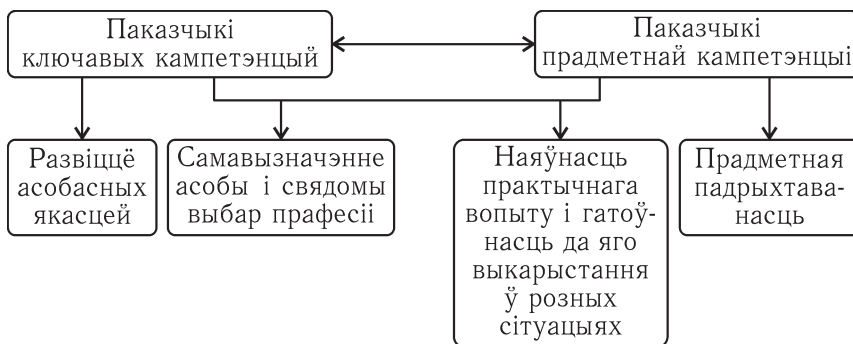 Паказчыкі
ключавых кампетэнцый
Паказчыкі
прадметнай кампетэнцыі
Развіццё
асобасных
якасцей
Самавызначэнне
асобы і свядомы
выбар прафесіі
Наяўнасць
практычнага
вопыту і гатоў-
насць да яго
выкарыстання
ў розных
сітуацыях
Прадметная
падрыхтава-
насць